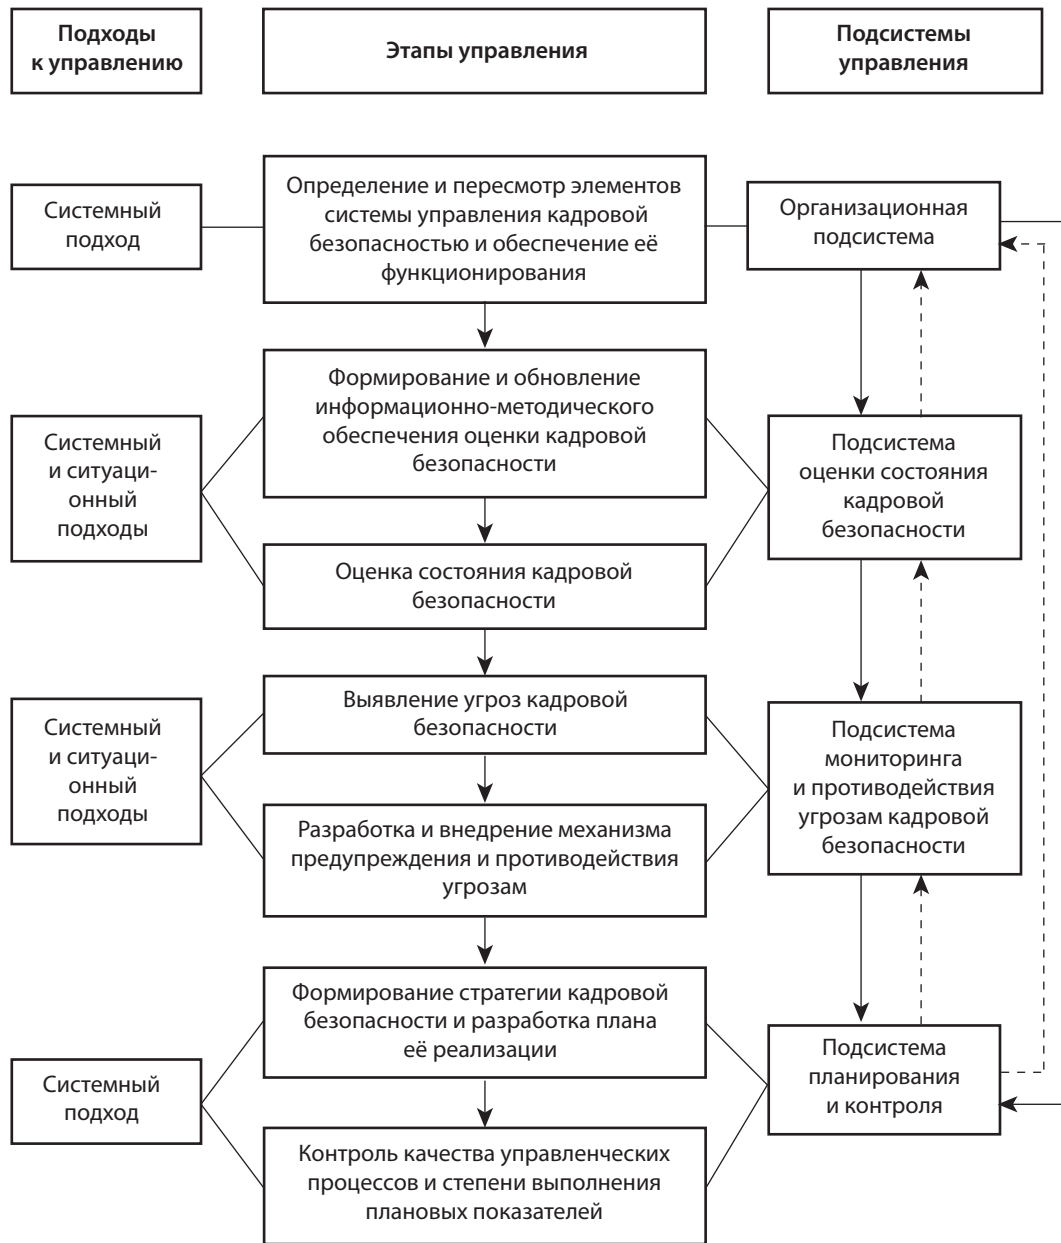 Подходы
к управлению
Этапы управления
Подсистемы
управления
Системный
подход
Определение и пересмотр элементов
системы управления кадровой
безопасностью и обеспечение её
функционирования
Организационная
подсистема
Формирование и обновление
информационно-методического
обеспечения оценки кадровой
безопасности
Системный
и ситуаци-
онный
подходы
Подсистема
оценки состояния
кадровой
безопасности
Оценка состояния кадровой
безопасности
Выявление угроз кадровой
безопасности
Системный
и ситуаци-
онный
подходы
Подсистема
мониторинга
и противодействия
угрозам кадровой
безопасности
Разработка и внедрение механизма
предупреждения и противодействия
угрозам
Формирование стратегии кадровой
безопасности и разработка плана
её реализации
Системный
подход
Подсистема
планирования
и контроля
Контроль качества управленческих
процессов и степени выполнения
плановых показателей